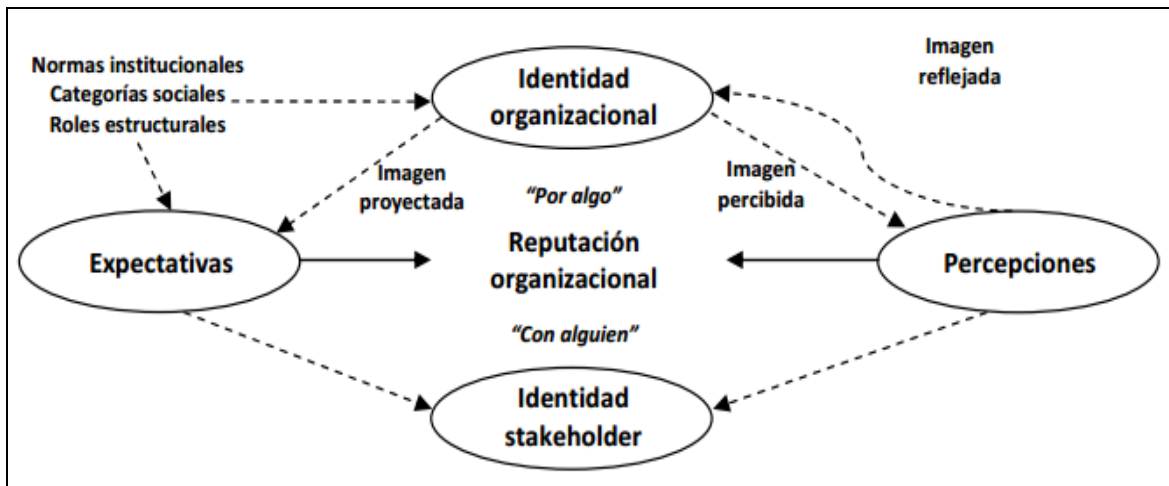 Normas institucionales
Categorías sociales
Roles estructurales
Identidad
organizacional
Imagen
reflejada
Imagen
proyectada
“Por algo”
Imagen
percibida
Expectativas
Reputación
organizacional
Percepciones
“Con alguien”
Identidad
stakeholder